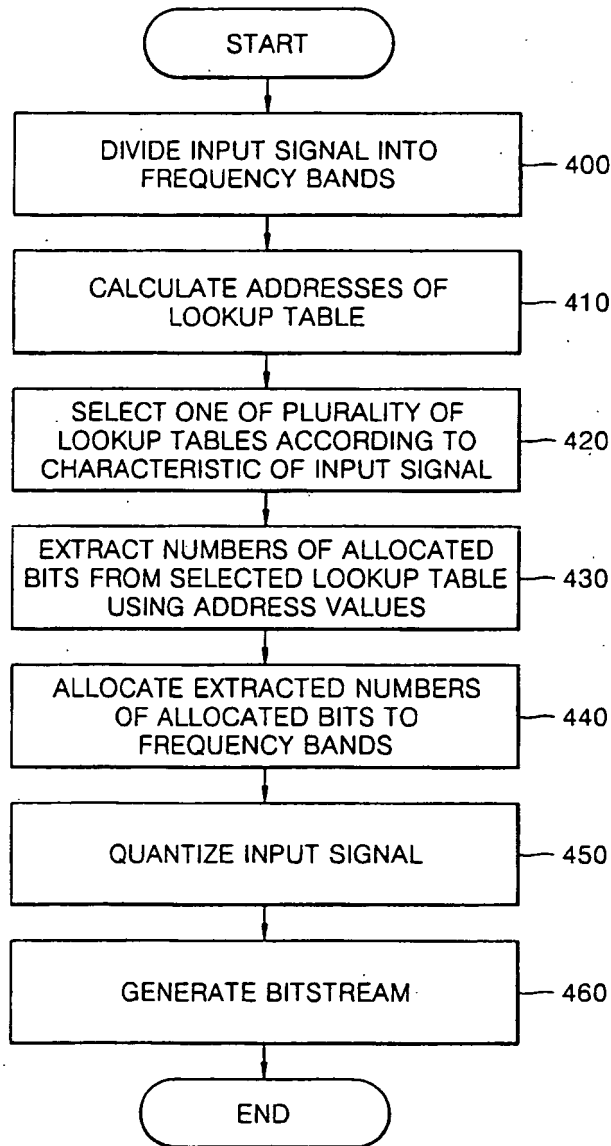 START
DIVIDE INPUT SIGNAL INTO
FREQUENCY BANDS
400
CALCULATE ADDRESSES OF
LOOKUP TABLE
410
SELECT ONE OF PLURALITY OF
LOOKUP TABLES ACCORDING TO
CHARACTERISTIC OF INPUT SIGNAL
420
EXTRACT NUMBERS OF ALLOCATED
BITS FROM SELECTED LOOKUP TABLE
USING ADDRESS VALUES
430
ALLOCATE EXTRACTED NUMBERS
OF ALLOCATED BITS TO
FREQUENCY BANDS
440
QUANTIZE INPUT SIGNAL
450
GENERATE BITSTREAM
460
END